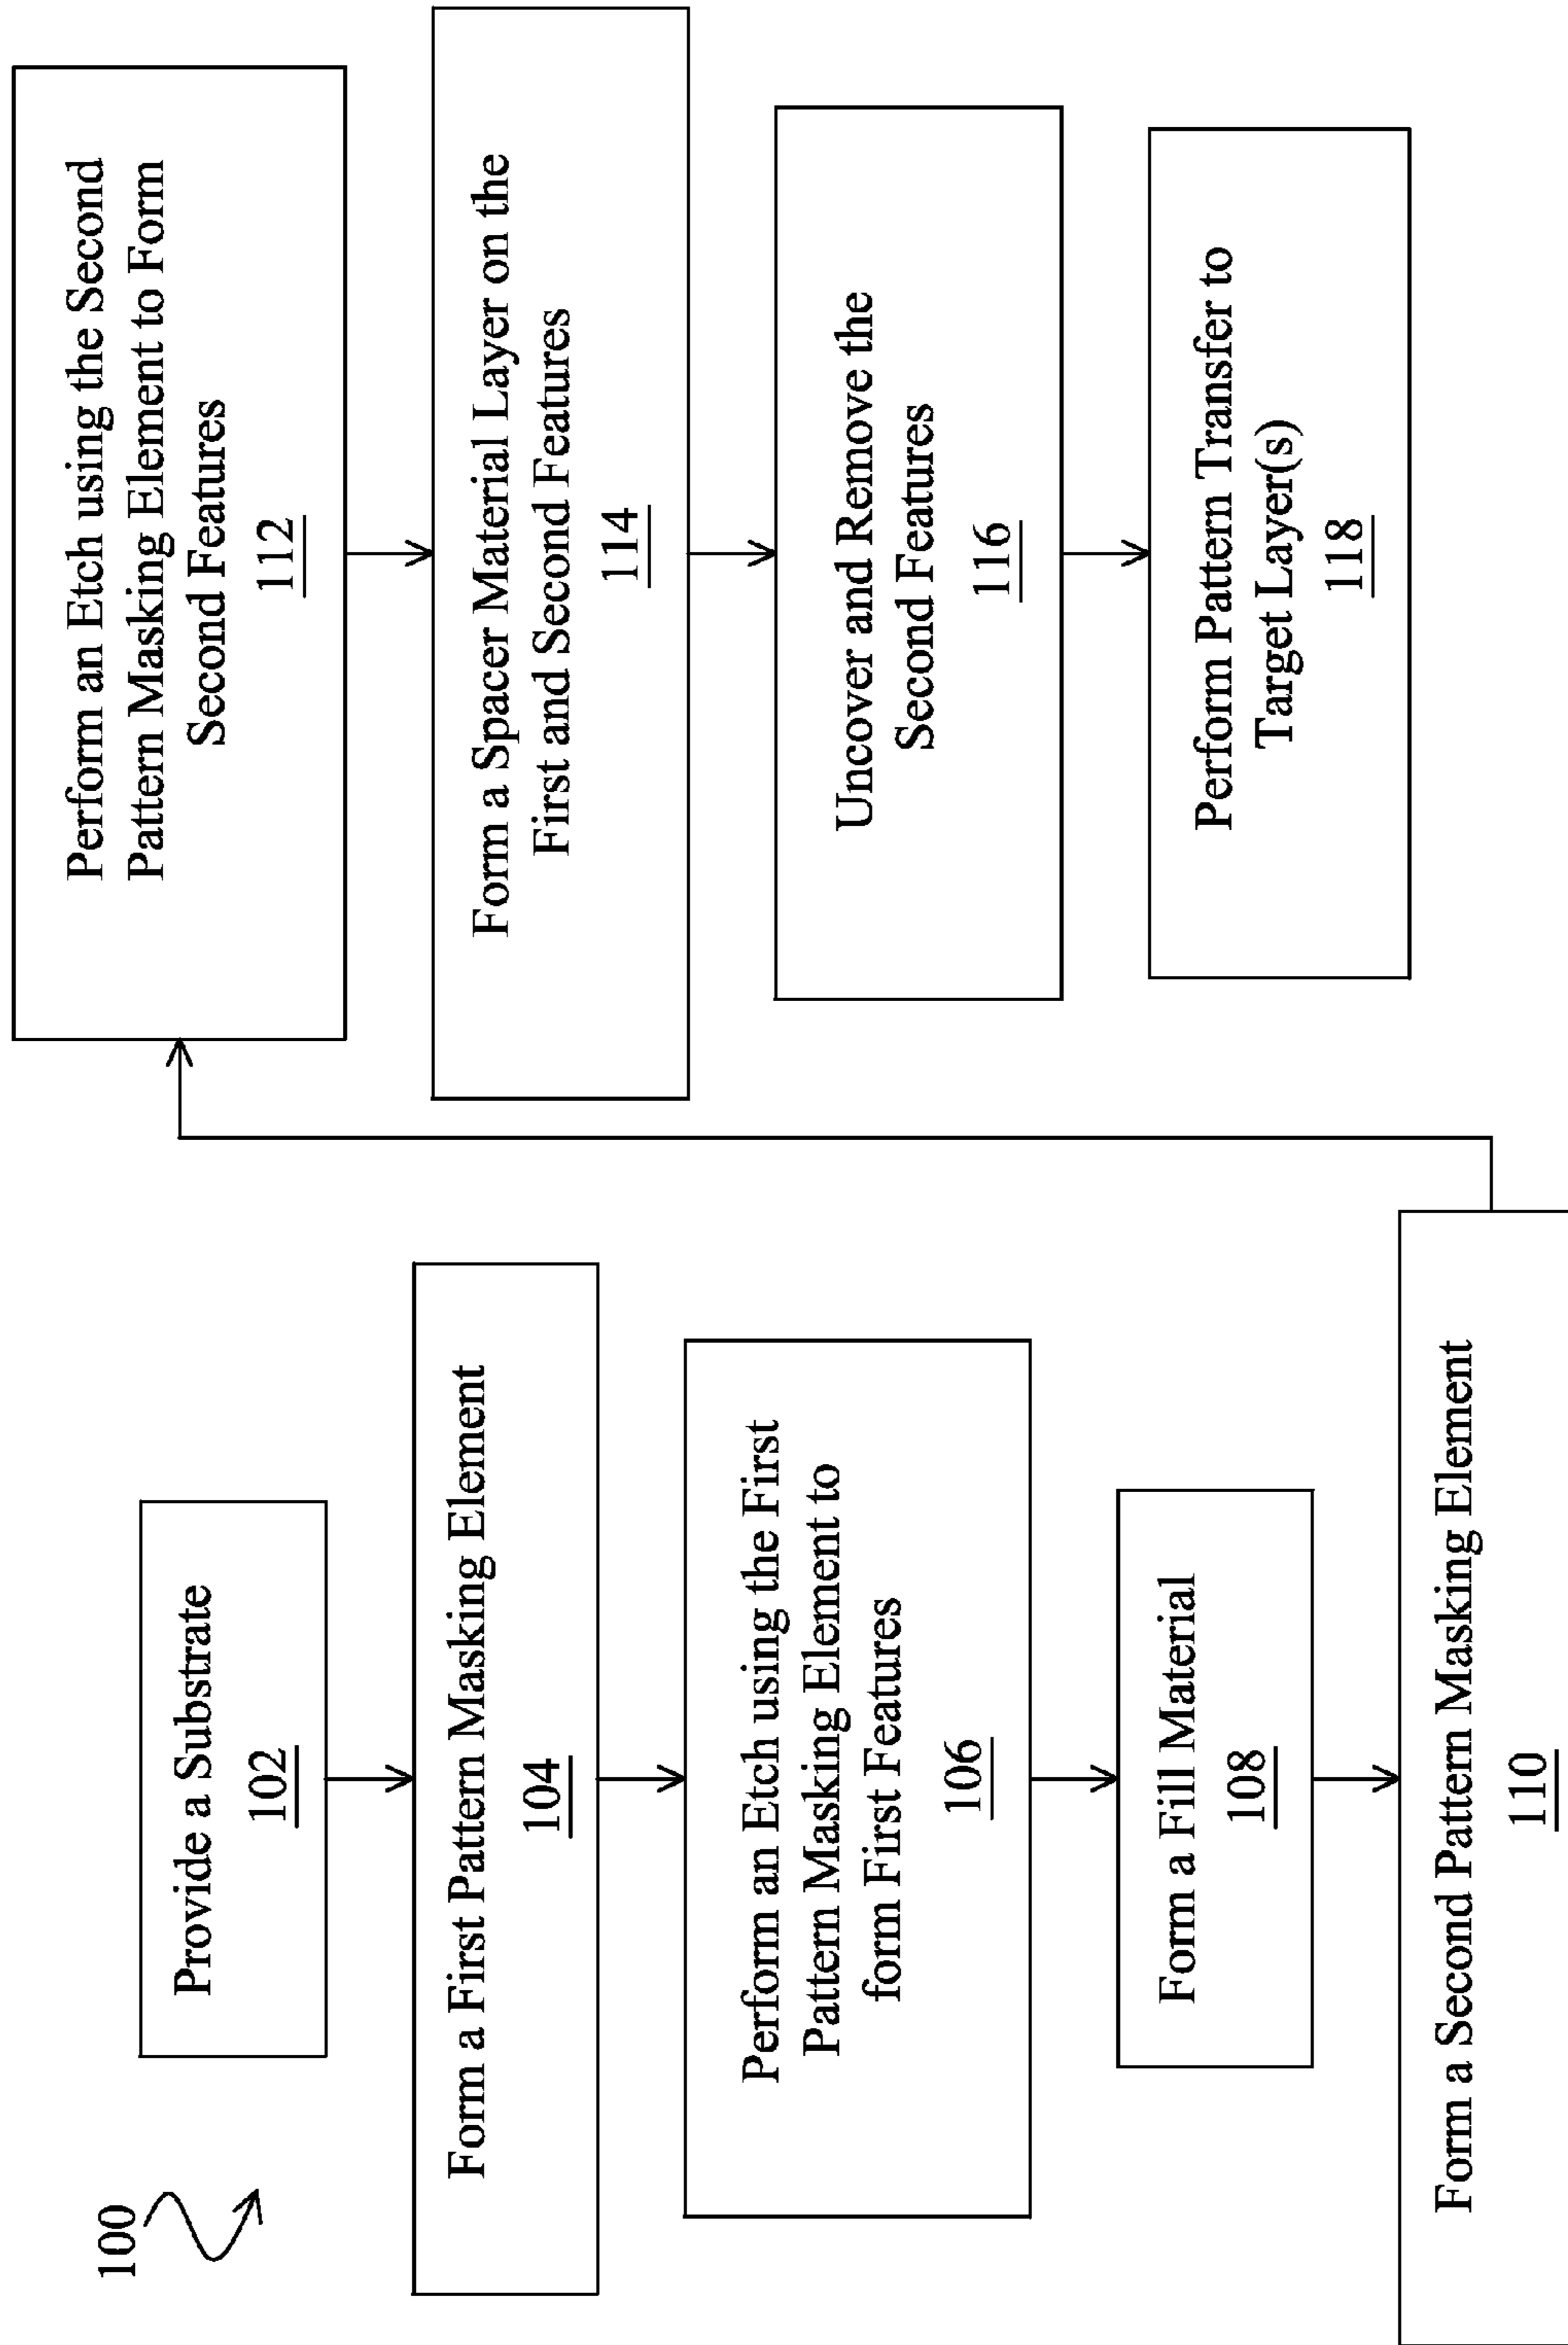 100
Provide a Substrate
102
Form a First Pattern Masking Element
104
Perform an Etch using the First
Pattern Masking Element to
form First Features
106
Form a Fill Material
108
Form a Second Pattern Masking Element
110
Perform an Etch using the Second
Pattern Masking Element to Form
Second Features
112
Form a Spacer Material Layer on the
First and Second Features
114
Uncover and Remove the
Second Features
116
Perform Pattern Transfer to
Target Layer(s)
118